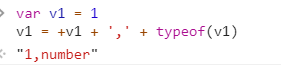 > var v1 = 1
v1 = +v1 + ',' + typeof(v1)
"1,number"